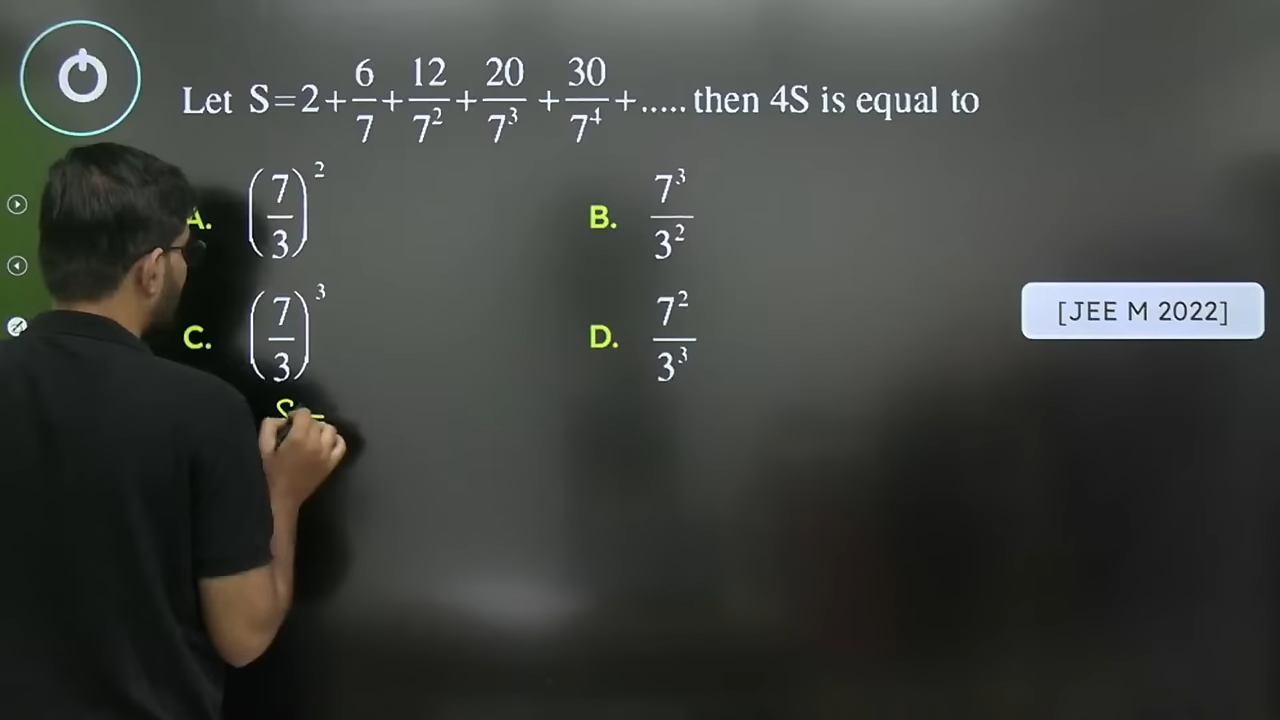 Let S=2+6/7+12/7²+20/7³+30/7⁴+..... then 4S is equal to
A. (7/3)²
B. 7³/3²
C. (7/3)³
D. 7²/3³
[JEE M 2022]
S =